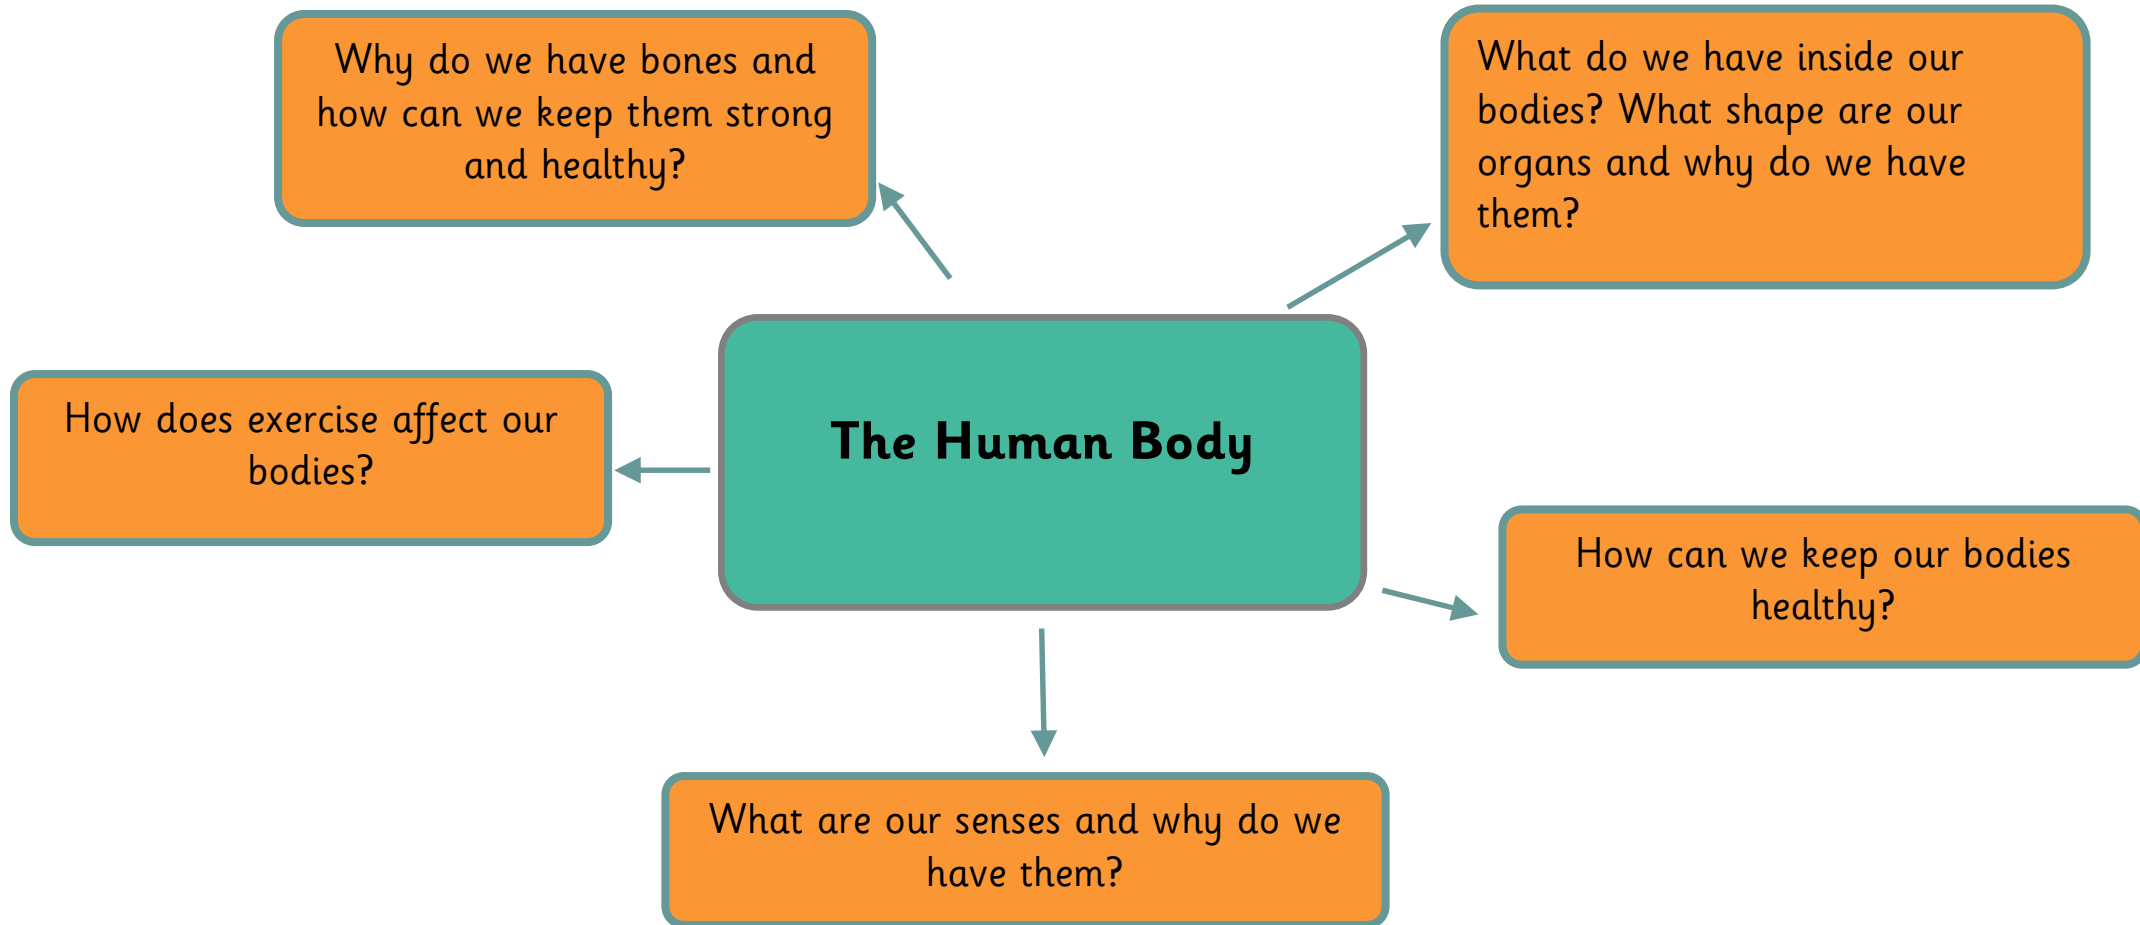 Why do we have bones and
how can we keep them strong
and healthy?
What do we have inside our
bodies? What shape are our
organs and why do we have
them?
How does exercise affect our
bodies?
The Human Body
How can we keep our bodies
healthy?
What are our senses and why do we
have them?